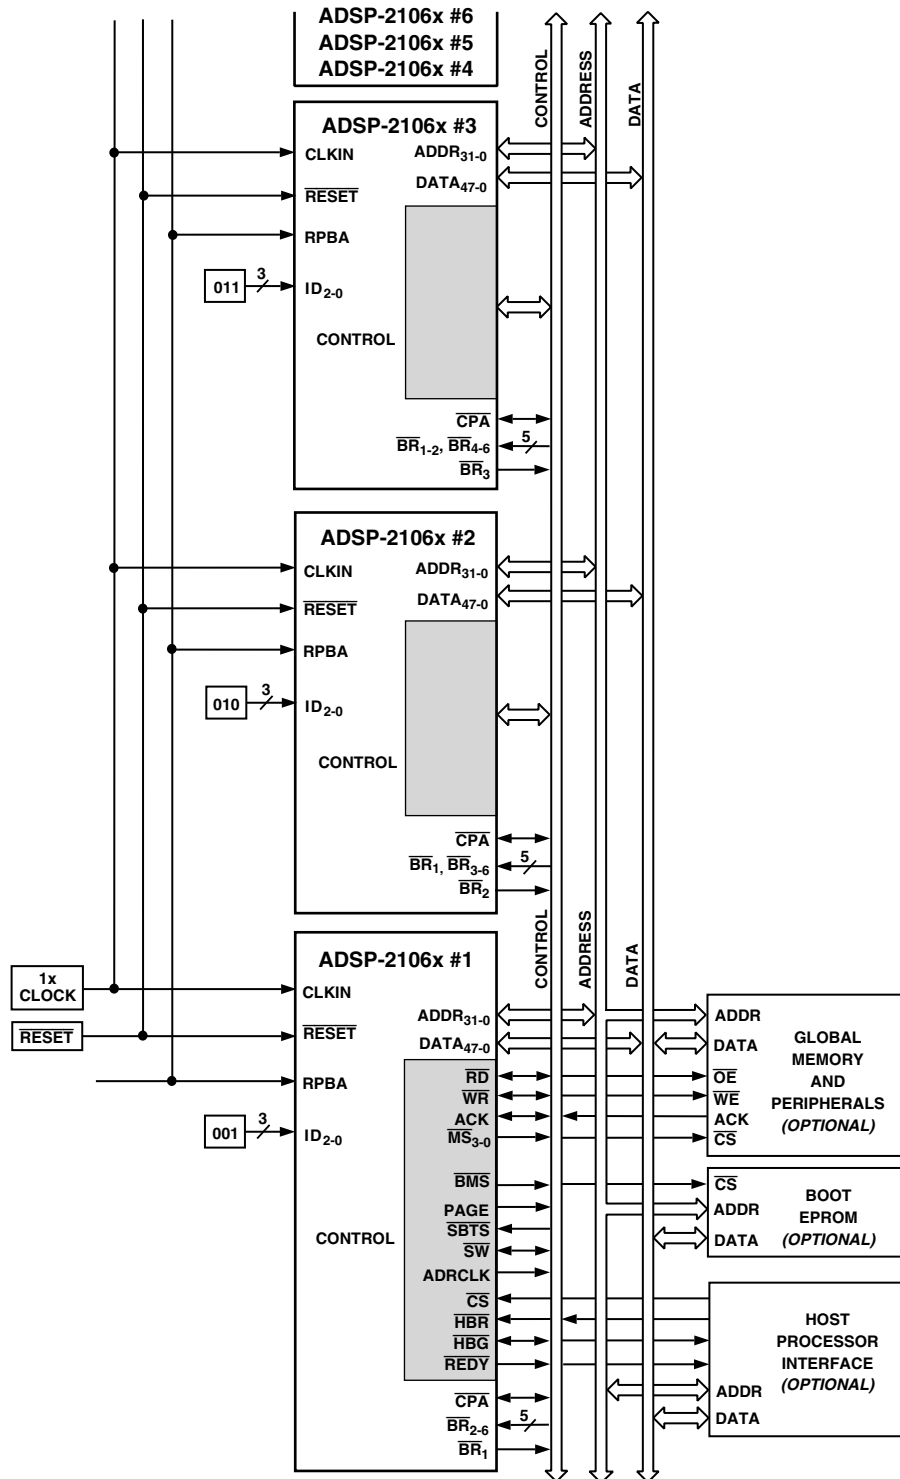 ADSP-2106x #6
ADSP-2106x #5
ADSP-2106x #4
CONTROL
ADDRESS
DATA
ADSP-2106x #3
CLKIN
ADDR31-0
RESET
DATA47-0
RPBA
011
3
ID2-0
CONTROL
CPA
BR1-2, BR4-6
5
BR3
ADSP-2106x #2
CLKIN
ADDR31-0
RESET
DATA47-0
RPBA
010
3
ID2-0
CONTROL
CPA
BR1, BR3-6
5
BR2
CONTROL
ADDRESS
DATA
ADSP-2106x #1
1x
CLOCK
CLKIN
RESET
ADDR31-0
RESET
DATA47-0
RPBA
001
3
ID2-0
CONTROL
RD
WR
ACK
MS3-0
BMS
PAGE
SBTS
SW
ADRCLK
CS
HBR
HBG
REDY
CPA
BR2-6
5
BR1
ADDR
DATA
OE
WE
ACK
CS
GLOBAL
MEMORY
AND
PERIPHERALS
(OPTIONAL)
CS
ADDR
DATA
BOOT
EPROM
(OPTIONAL)
HOST
PROCESSOR
INTERFACE
(OPTIONAL)
ADDR
DATA